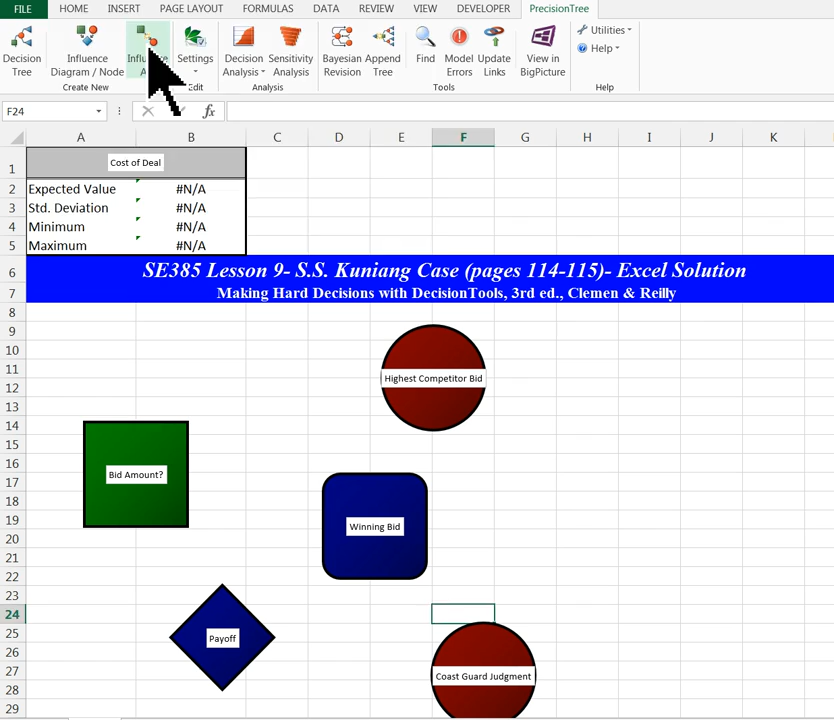 FILE HOME INSERT PAGE LAYOUT FORMULAS DATA REVIEW VIEW DEVELOPER PrecisionTree
Decision Tree
Influence Diagram / Node
Settings
Decision Analysis
Sensitivity Analysis
Bayesian Revision
Append Tree
Find
Model Errors
Update Links
View in BigPicture
Utilities
Help
Create New
Analysis
Tools
Help
F24
fx
A B C D E F G H I J K
1 Cost of Deal
2 Expected Value #N/A
3 Std. Deviation #N/A
4 Minimum #N/A
5 Maximum #N/A
6 SE385 Lesson 9- S.S. Kuniang Case (pages 114-115)- Excel Solution
7 Making Hard Decisions with DecisionTools, 3rd ed., Clemen & Reilly
8
9
10
11
Highest Competitor Bid
12
13
14
15
16
Bid Amount?
17
18
19
Winning Bid
20
21
22
23
24
25
Payoff
26
27
Coast Guard Judgment
28
29